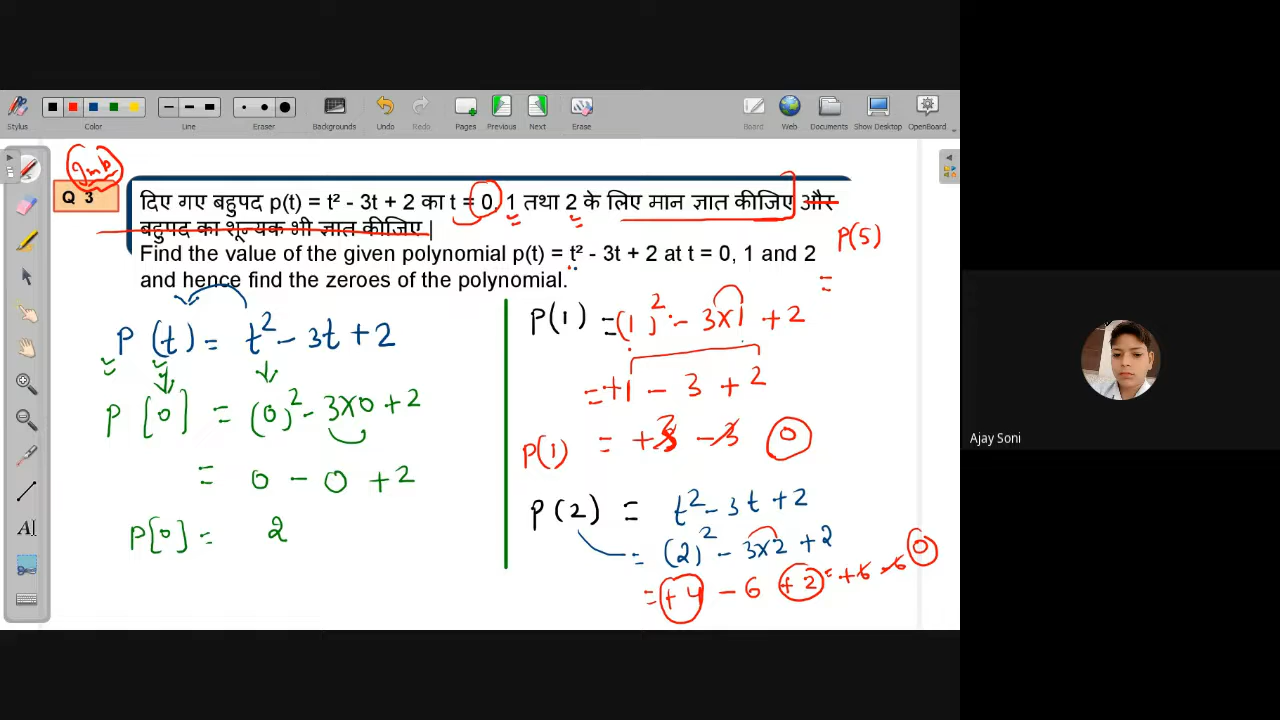 Stylus Color Line Eraser Backgrounds Undo Redo Pages Previous Next Erase Board Web Documents Show Desktop OpenBoard
Imb
Q 3
दिए गए बहुपद p(t) = t² - 3t + 2 का t = 0, 1 तथा 2 के लिए मान ज्ञात कीजिए और
बहुपद का शून्यक भी ज्ञात कीजिए |
Find the value of the given polynomial p(t) = t² - 3t + 2 at t = 0, 1 and 2
and hence find the zeroes of the polynomial.
P(5)
=
P (t) = t² - 3t + 2
P [0] = (0)² - 3×0 + 2
= 0 - 0 + 2
P[0] = 2
P(1) = (1)² - 3×1 + 2
= +1 - 3 + 2
P(1) = +3 - 3 0
P(2) = t² - 3t + 2
= (2)² - 3×2 + 2
= +4 - 6 + 2 = +6 - 6 0
Ajay Soni